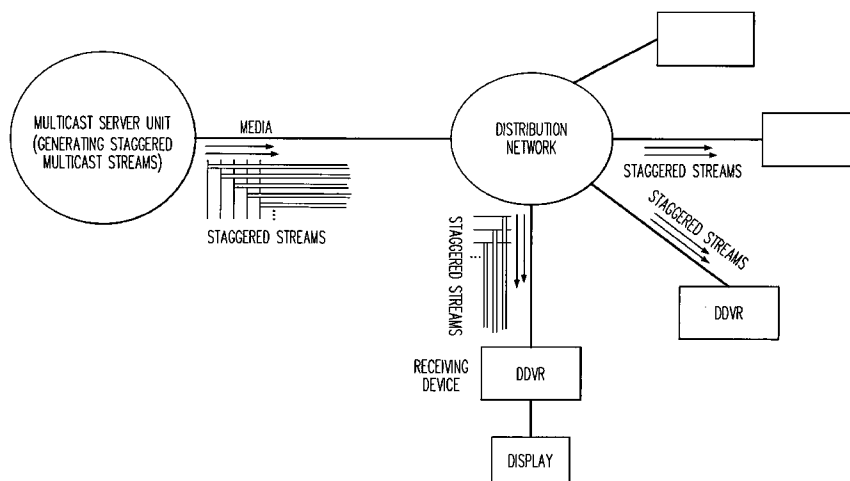 MULTICAST SERVER UNIT
(GENERATING STAGGERED
MULTICAST STREAMS)
MEDIA
STAGGERED STREAMS
DISTRIBUTION
NETWORK
STAGGERED STREAMS
STAGGERED STREAMS
STAGGERED STREAMS
DDVR
RECEIVING
DEVICE
DDVR
DISPLAY